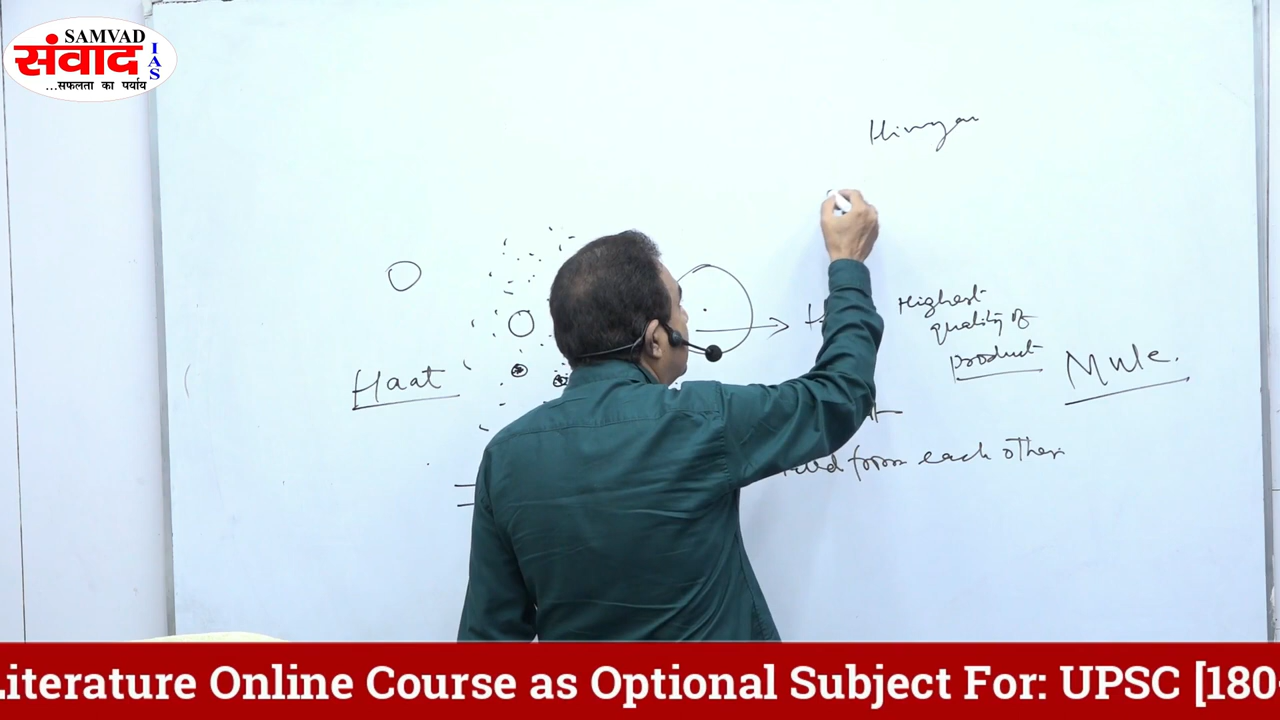 SAMVAD
संवाद
IAS
...सफलता का पर्याय
Highest
quality of
product
Mule.
Haat
from each other
Literature Online Course as Optional Subject For: UPSC [180